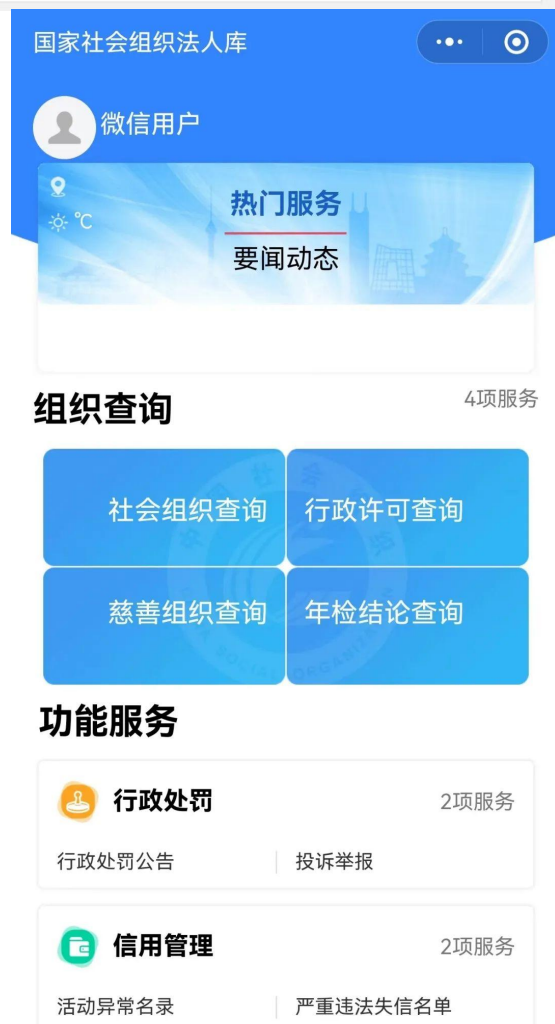 国家社会组织法人库
微信用户
热门服务
℃
要闻动态
组织查询
4项服务
社会组织查询
行政许可查询
慈善组织查询
年检结论查询
功能服务
行政处罚
2项服务
行政处罚公告
投诉举报
信用管理
2项服务
活动异常名录
严重违法失信名单